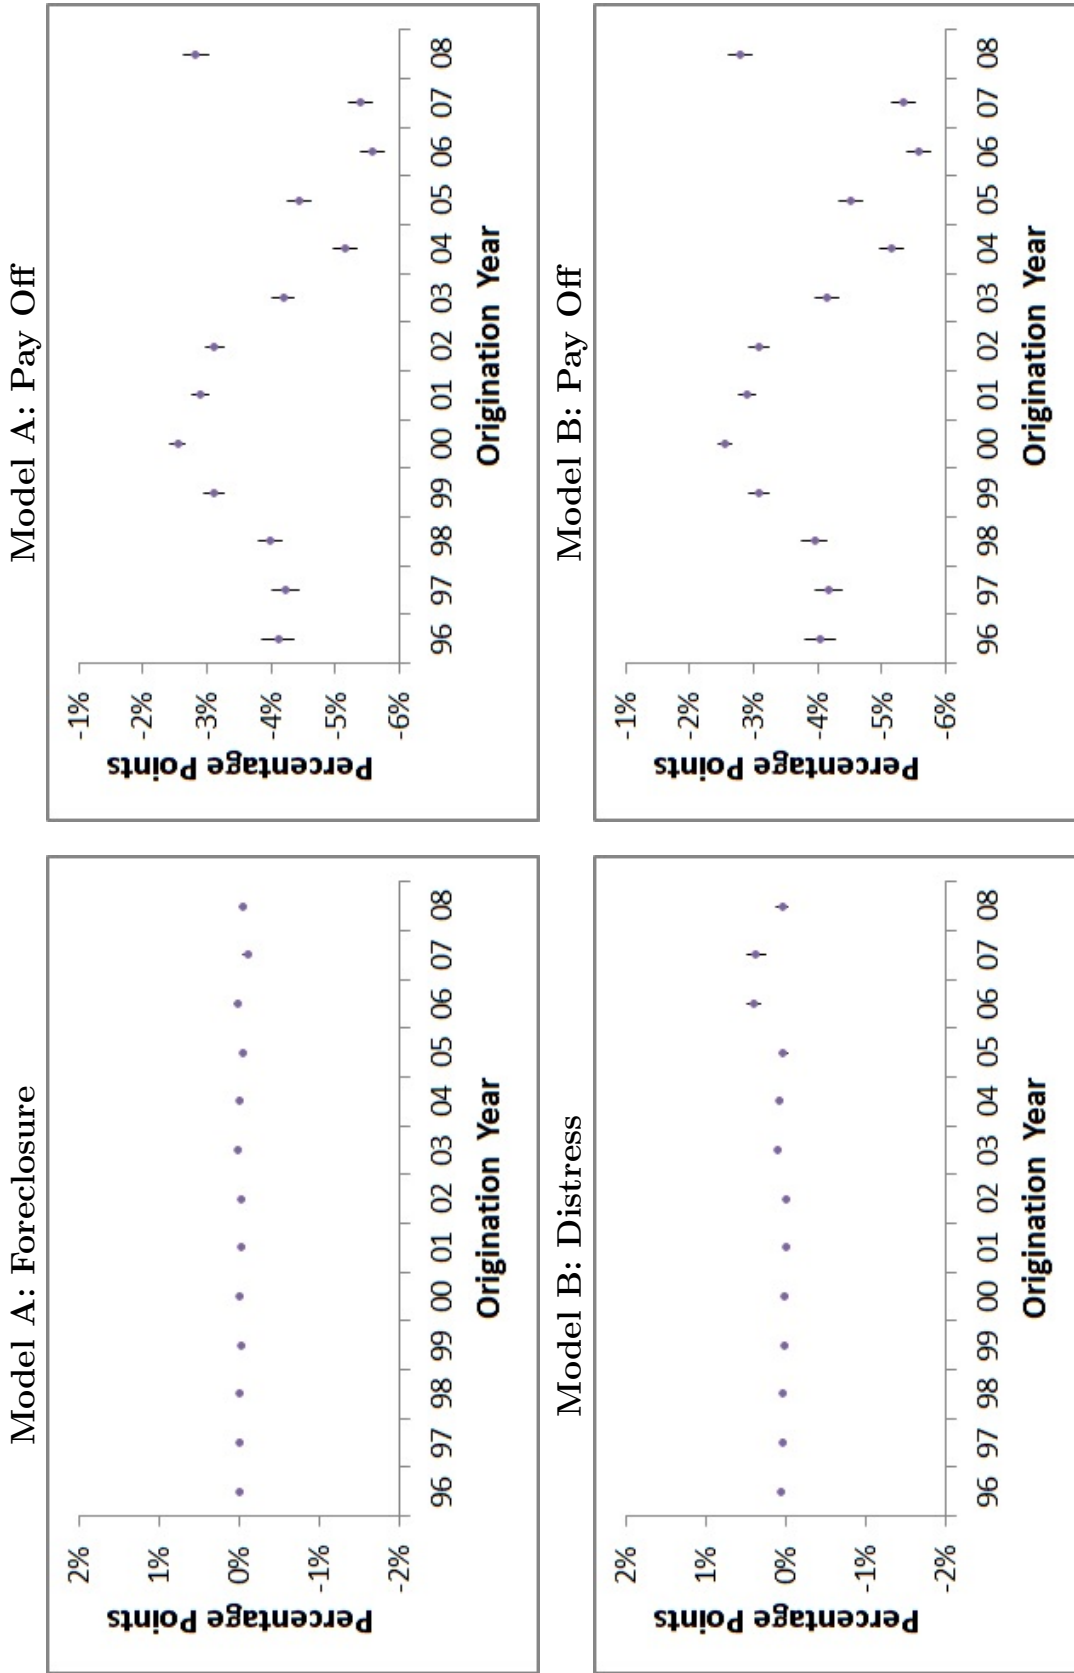 Model A: Foreclosure
2%
1%
0%
-1%
-2%
Percentage Points
96 97 98 99 00 01 02 03 04 05 06 07 08
Origination Year
Model A: Pay Off
-1%
-2%
-3%
-4%
-5%
-6%
Percentage Points
96 97 98 99 00 01 02 03 04 05 06 07 08
Origination Year
Model B: Distress
2%
1%
0%
-1%
-2%
Percentage Points
96 97 98 99 00 01 02 03 04 05 06 07 08
Origination Year
Model B: Pay Off
-1%
-2%
-3%
-4%
-5%
-6%
Percentage Points
96 97 98 99 00 01 02 03 04 05 06 07 08
Origination Year